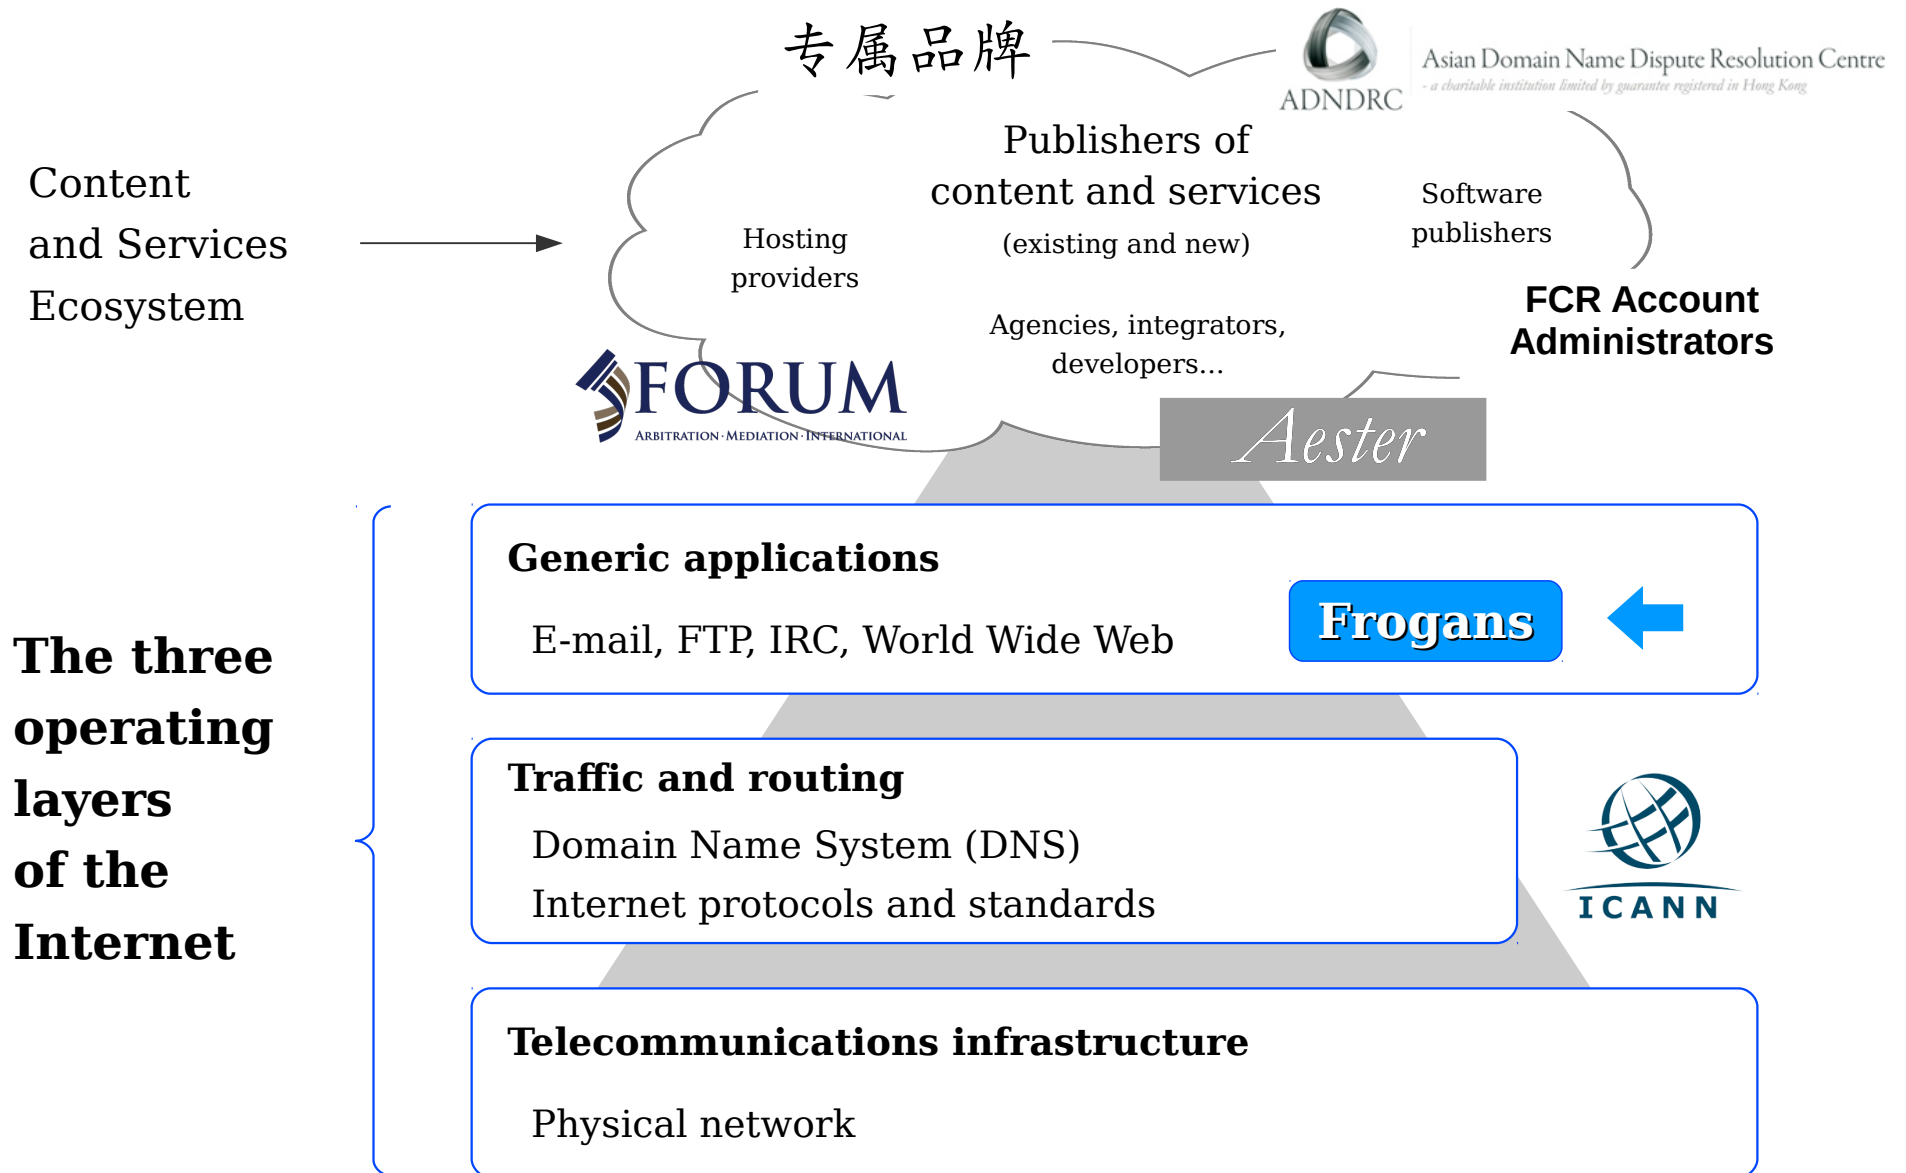 专属品牌
ADNDRC
Asian Domain Name Dispute Resolution Centre
- a charitable institution limited by guarantee registered in Hong Kong
Content
and Services
Ecosystem
Publishers of
content and services
(existing and new)
Hosting
providers
Software
publishers
Agencies, integrators,
developers...
FCR Account
Administrators
FORUM
ARBITRATION·MEDIATION·INTERNATIONAL
Aester
The three
operating
layers
of the
Internet
Generic applications
E-mail, FTP, IRC, World Wide Web
Frogans
Traffic and routing
Domain Name System (DNS)
Internet protocols and standards
ICANN
Telecommunications infrastructure
Physical network